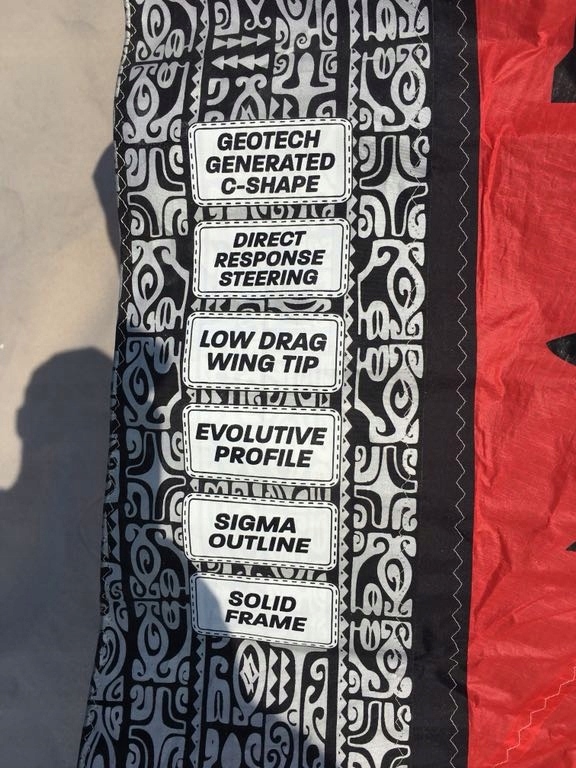 GEOTECH
GENERATED
C-SHAPE
DIRECT
RESPONSE
STEERING
LOW DRAG
WING TIP
EVOLUTIVE
PROFILE
SIGMA
OUTLINE
SOLID
FRAME